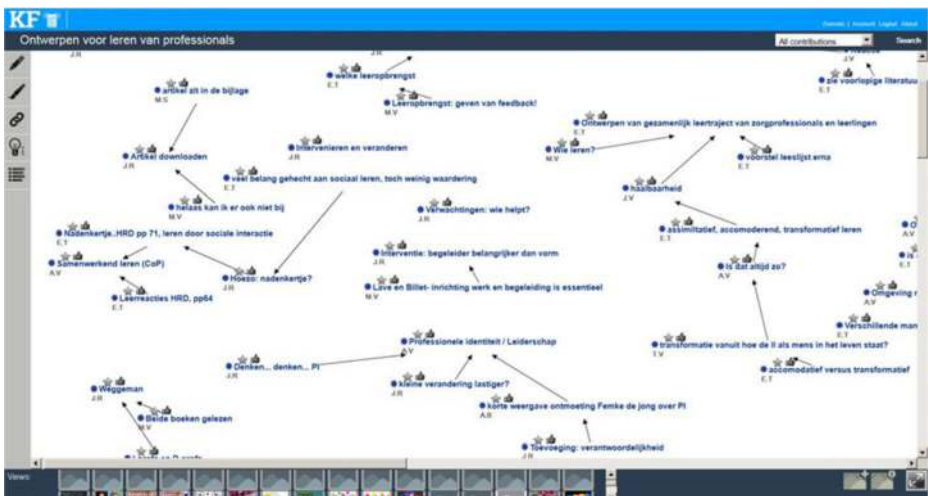 KF
Account Logout About
Ontwerpen voor leren van professionals
All contributions
Search
J.R
welke leeropbrengst
E.T
J.V
zie voorlopige
E.T
artikel zit in de bijlage
M.S
Leeropbrengst: geven van feedback!
M.V
Ontwerpen van gezamenlijk leertraject van zorgprofessionals en leerlingen
E.T
Artikel downloaden
J.R
Intervenieren en veranderen
J.R
Wie leren?
M.V
voorstel leeslijst erna
E.T
veel belang gehecht aan sociaal leren, toch weinig waardering
E.T
haalbaarheid
J.V
helaas kan ik er ook niet bij
M.V
Verwachtingen: wie helpt?
J.R
Nadenkertje..HRD pp 71, leren door sociale interactie
E.T
assimiltatief, accomoderend, transformatief leren
E.T
A.V
Samenwerkend leren (CoP)
A.V
Interventie: begeleider belangrijker dan vorm
J.R
is
E.T
Hoezo: nadenkertje?
J.R
Is dat altijd zo?
A.V
Lave en Billet- inrichting werk en begeleiding is essentieel
M.V
Leerreacties HRD, pp64
E.T
Omgeving
A.V
Verschillende
E.T
Professionele identiteit / Leiderschap
A.V
transformatie vanuit hoe de ll als mens in het leven staat?
T.V
Denken... denken... PI
J.R
accomodatief versus transformatief
E.T
kleine verandering lastiger?
J.R
Weggeman
J.R
korte weergave ontmoeting Femke de jong over PI
A.B
Beide boeken gelezen
M.V
Toevoeging: verantwoordelijkheid
J.R
Views